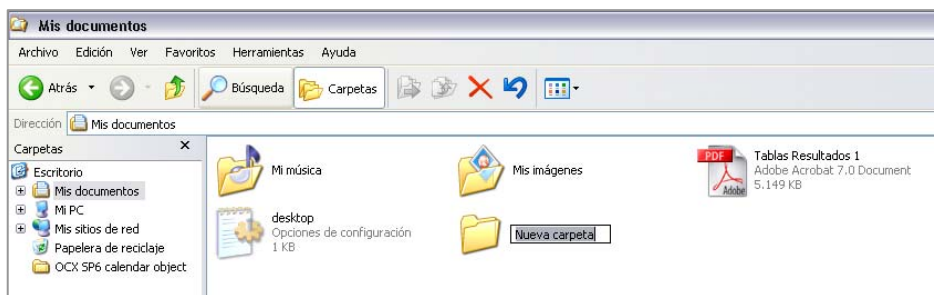 Mis documentos
Archivo Edición Ver Favoritos Herramientas Ayuda
Atrás Búsqueda Carpetas
Dirección Mis documentos
Carpetas X
Escritorio
Mis documentos
Mi PC
Mis sitios de red
Papelera de reciclaje
OCX SP6 calendar object
Mi música
Mis imágenes
PDF
Adobe
Tablas Resultados 1
Adobe Acrobat 7.0 Document
5.149 KB
desktop
Opciones de configuración
1 KB
Nueva carpeta